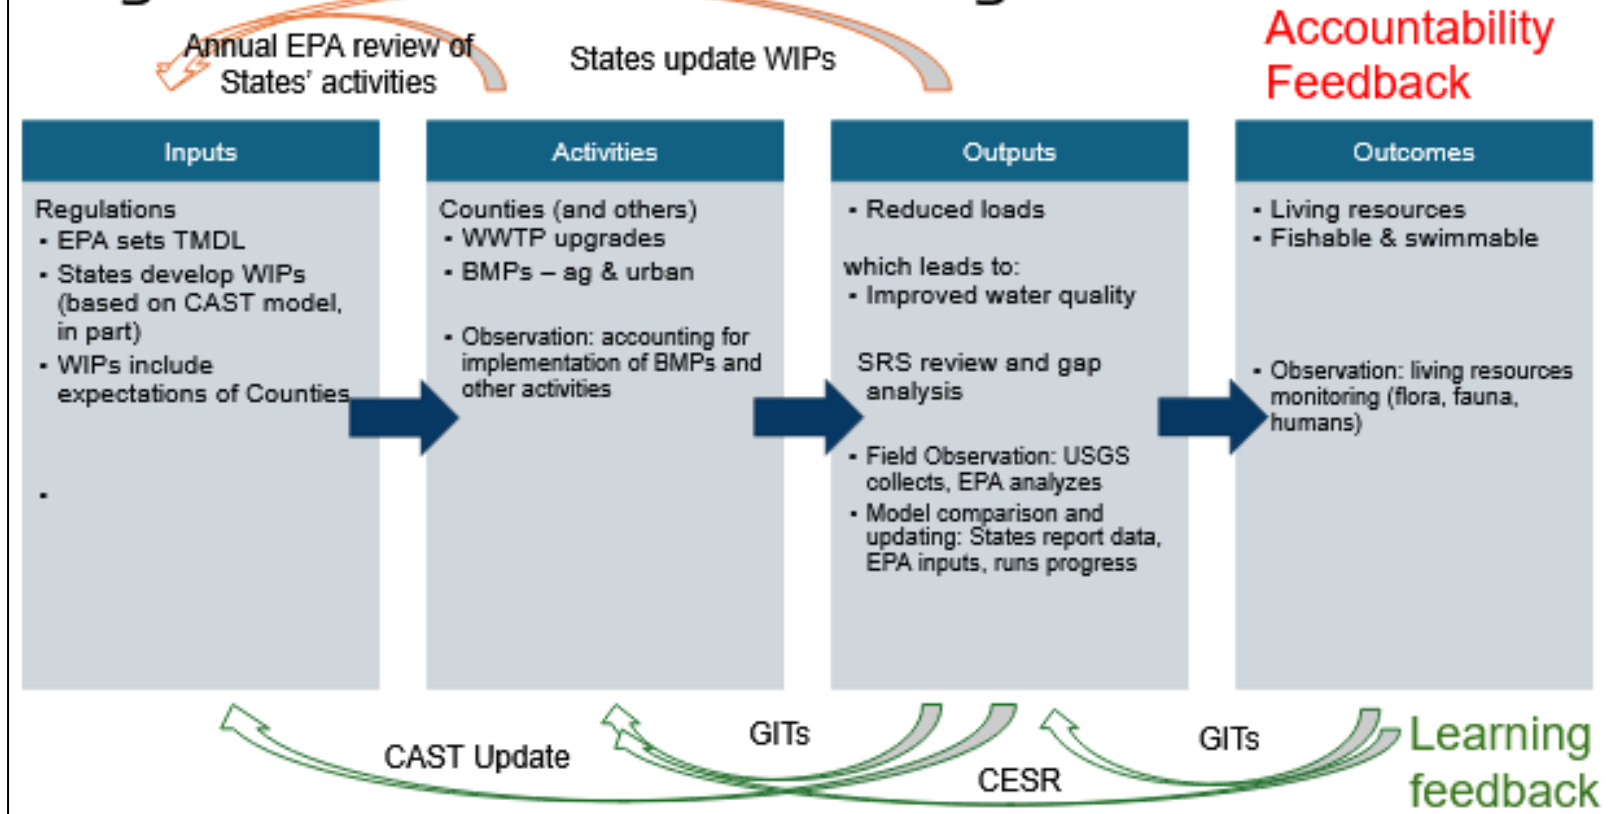 Annual EPA review of
States' activities
States update WIPs
Accountability
Feedback
Inputs
Regulations
▪ EPA sets TMDL
▪ States develop WIPs
(based on CAST model,
in part)
▪ WIPs include
expectations of Counties
▪
Activities
Counties (and others)
▪ WWTP upgrades
▪ BMPs – ag & urban
▪ Observation: accounting for
implementation of BMPs and
other activities
Outputs
▪ Reduced loads
which leads to:
▪ Improved water quality
SRS review and gap
analysis
▪ Field Observation: USGS
collects, EPA analyzes
▪ Model comparison and
updating: States report data,
EPA inputs, runs progress
Outcomes
▪ Living resources
▪ Fishable & swimmable
▪ Observation: living resources
monitoring (flora, fauna,
humans)
CAST Update
GITs
CESR
GITs
Learning
feedback